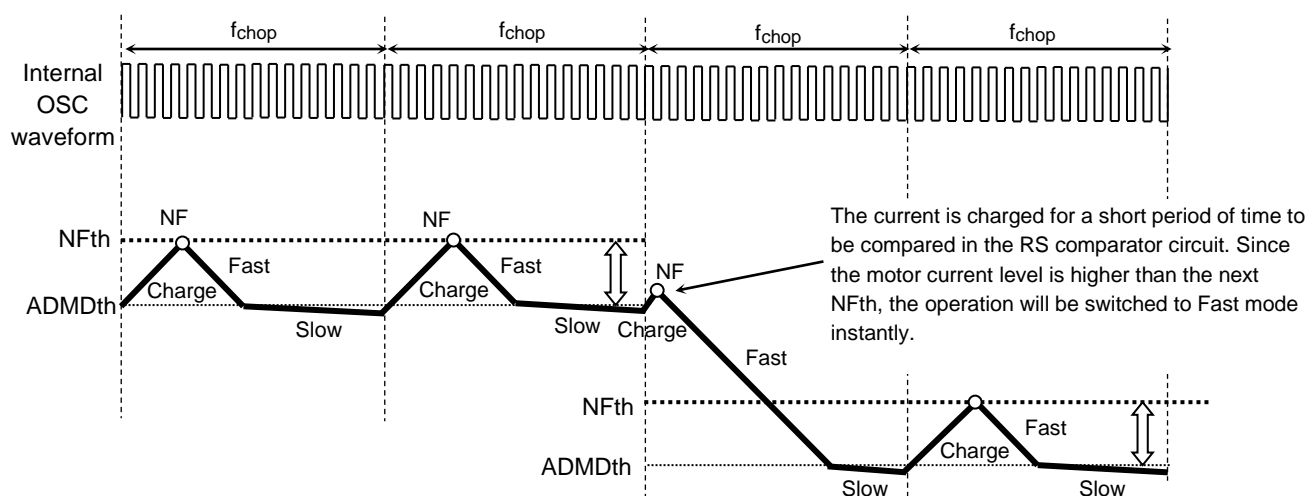 fchop
fchop
fchop
fchop
Internal
OSC
waveform
The current is charged for a short period of time to
be compared in the RS comparator circuit. Since
the motor current level is higher than the next
NFth, the operation will be switched to Fast mode
instantly.
NF
NF
NFth
NF
Fast
Fast
Charge
Charge
ADMDth
Slow
Slow
Charge
Fast
NFth
Fast
Charge
ADMDth
Slow
Slow